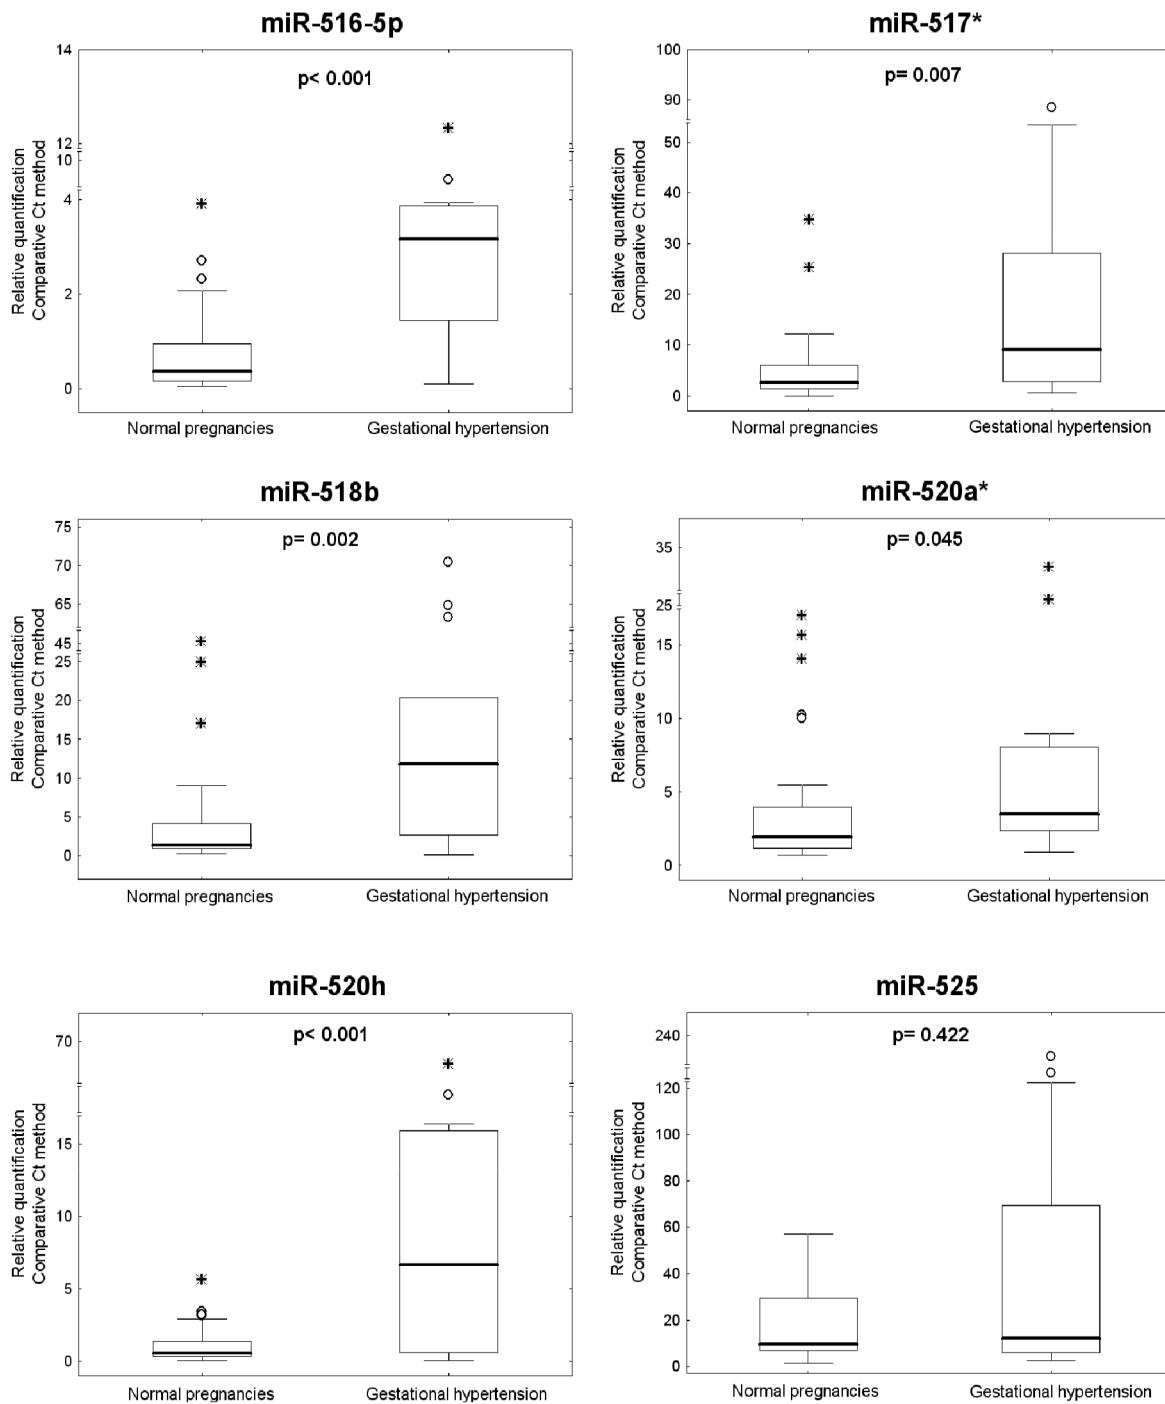 miR-516-5p
p< 0.001
Relative quantification
Comparative Ct method
14
12
10
4
2
0
Normal pregnancies
Gestational hypertension
miR-517*
p= 0.007
Relative quantification
Comparative Ct method
100
90
50
40
30
20
10
0
Normal pregnancies
Gestational hypertension
miR-518b
p= 0.002
Relative quantification
Comparative Ct method
75
70
65
45
25
20
15
10
5
0
Normal pregnancies
Gestational hypertension
miR-520a*
p= 0.045
Relative quantification
Comparative Ct method
35
25
15
10
5
0
Normal pregnancies
Gestational hypertension
miR-520h
p< 0.001
Relative quantification
Comparative Ct method
70
15
10
5
0
Normal pregnancies
Gestational hypertension
miR-525
p= 0.422
Relative quantification
Comparative Ct method
240
120
100
80
60
40
20
0
Normal pregnancies
Gestational hypertension